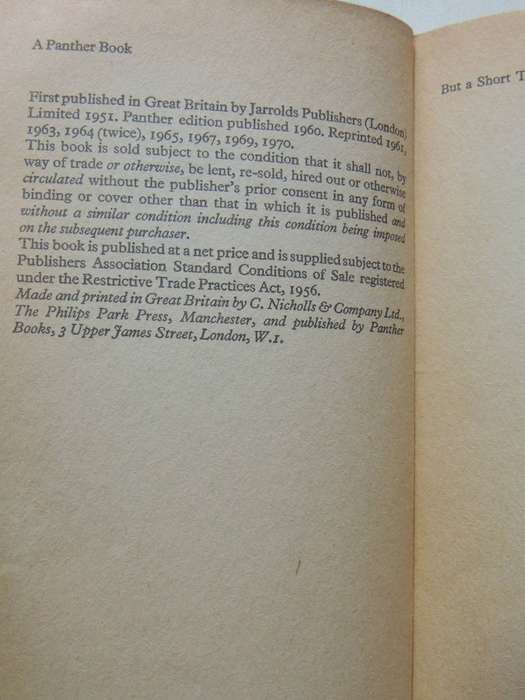 A Panther Book
First published in Great Britain by Jarrolds Publishers (London)
Limited 1951. Panther edition published 1960. Reprinted 1961,
1963, 1964 (twice), 1965, 1967, 1969, 1970.
This book is sold subject to the condition that it shall not, by
way of trade or otherwise, be lent, re-sold, hired out or otherwise
circulated without the publisher's prior consent in any form of
binding or cover other than that in which it is published and
without a similar condition including this condition being imposed
on the subsequent purchaser.
This book is published at a net price and is supplied subject to the
Publishers Association Standard Conditions of Sale registered
under the Restrictive Trade Practices Act, 1956.
Made and printed in Great Britain by C. Nicholls & Company Ltd.,
The Philips Park Press, Manchester, and published by Panther
Books, 3 Upper James Street, London, W.1.
But a Short T